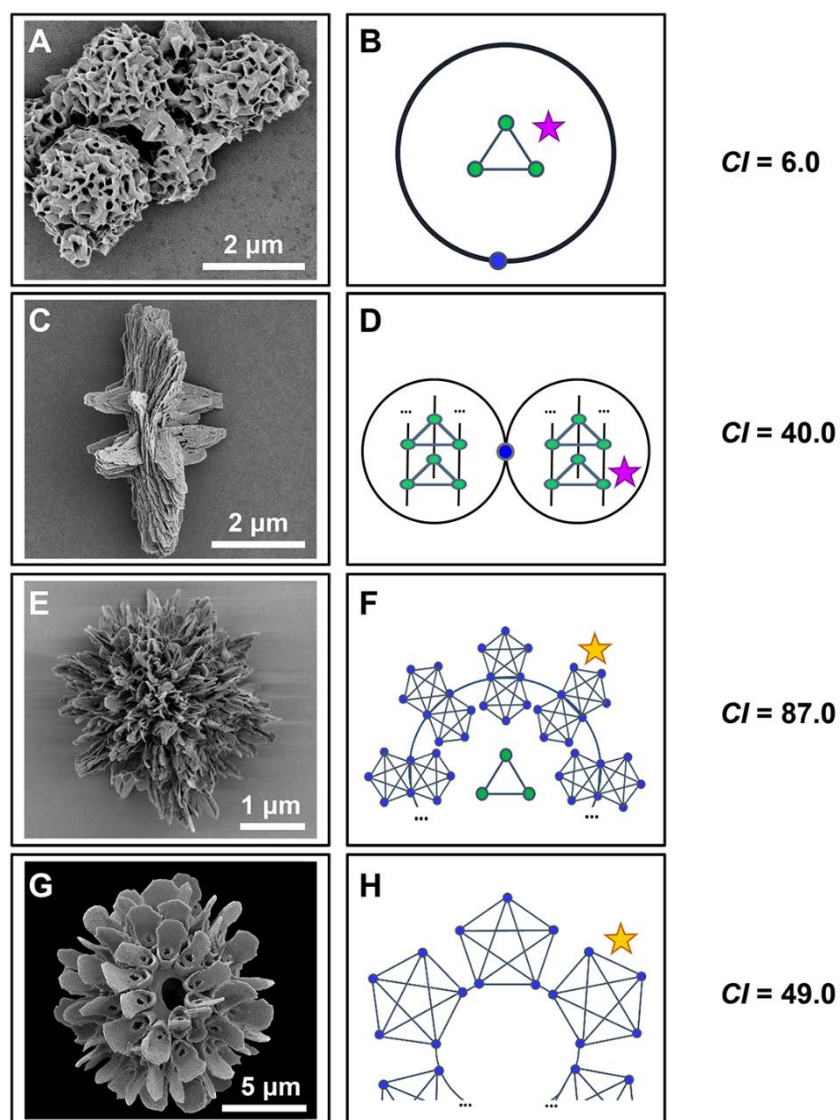 A
2 µm
B
CI = 6.0
C
2 µm
D
...
...
...
...
CI = 40.0
E
1 µm
F
...
...
CI = 87.0
G
5 µm
H
...
...
CI = 49.0